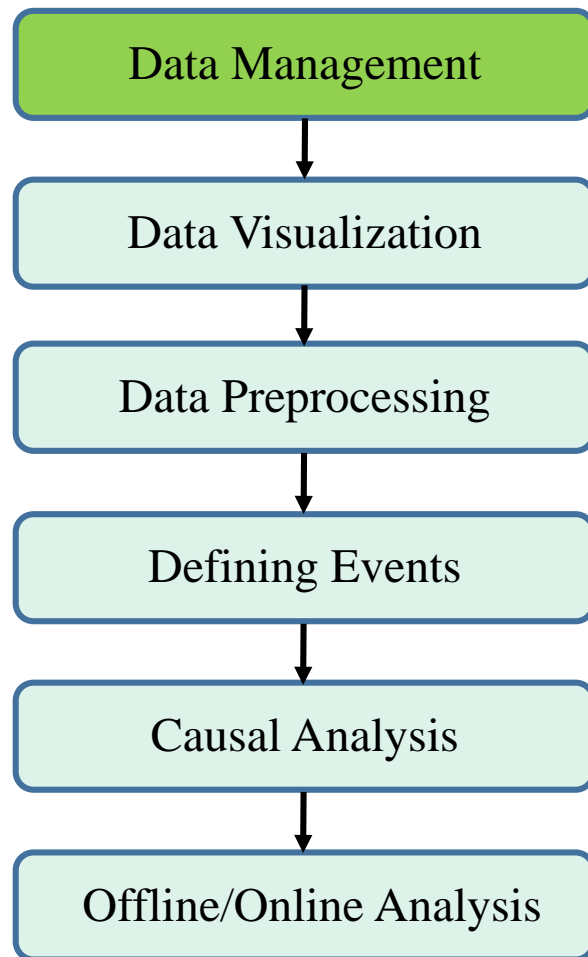 Data Management
Data Visualization
Data Preprocessing
Defining Events
Causal Analysis
Offline/Online Analysis